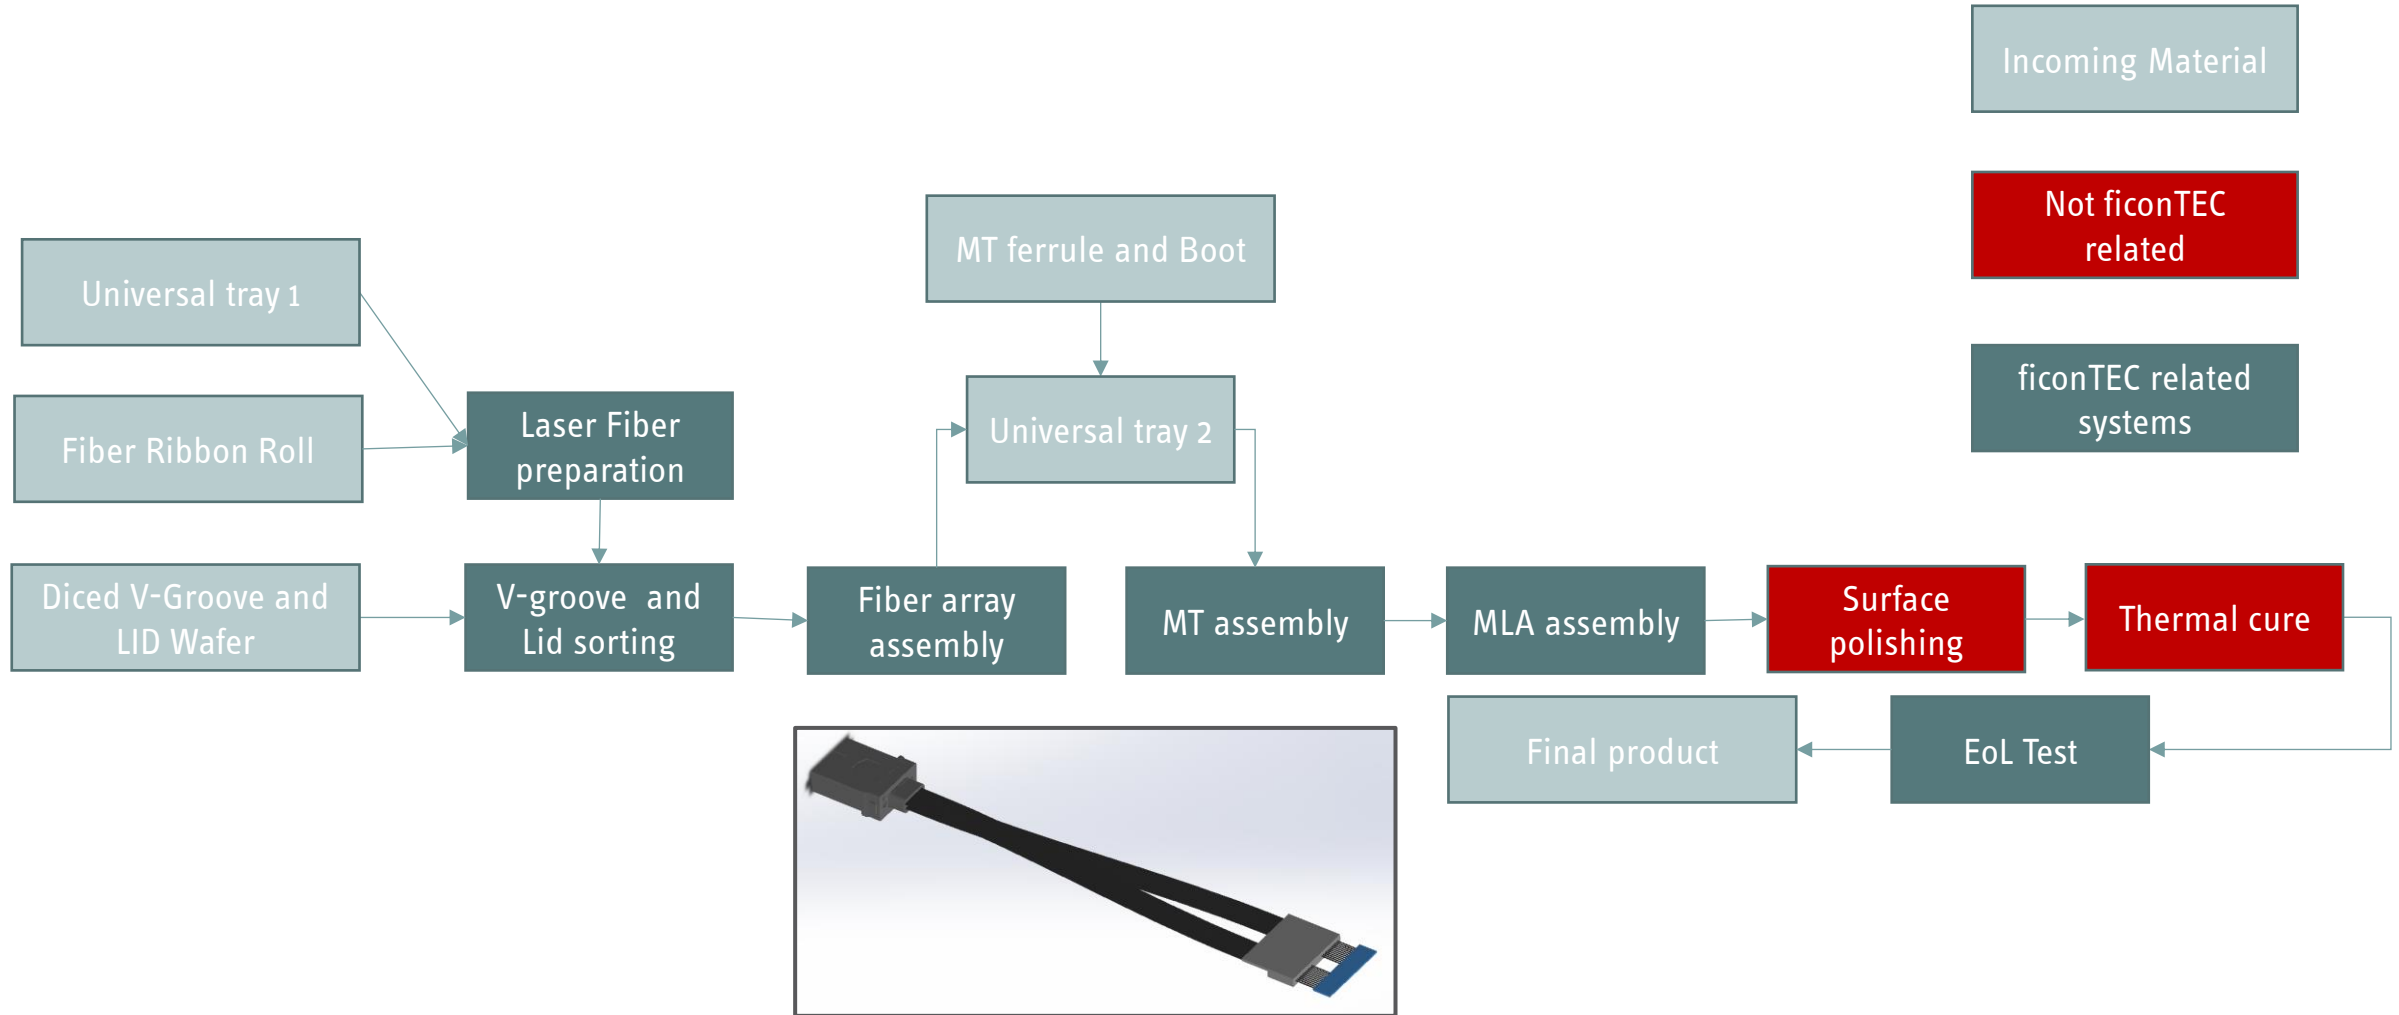 Incoming Material
Not ficonTEC
related
ficonTEC related
systems
MT ferrule and Boot
Universal tray 1
Fiber Ribbon Roll
Laser Fiber
preparation
Universal tray 2
Diced V-Groove and
LID Wafer
V-groove and
Lid sorting
Fiber array
assembly
MT assembly
MLA assembly
Surface
polishing
Thermal cure
Final product
EoL Test